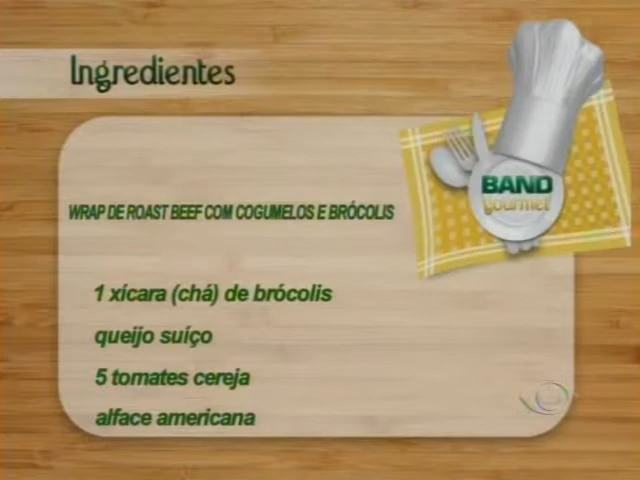 Ingredientes
BAND
gourmet
WRAP DE ROAST BEEF COM COGUMELOS E BRÓCOLIS
1 xícara (chá) de brócolis
queijo suíço
5 tomates cereja
alface americana